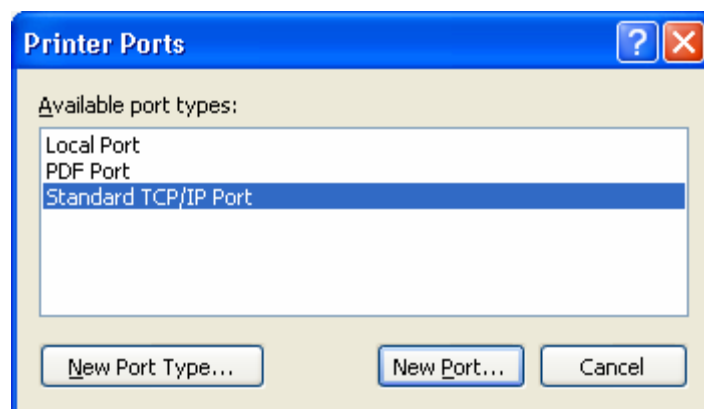 Printer Ports
?
Available port types:
Local Port
PDF Port
Standard TCP/IP Port
New Port Type... New Port... Cancel